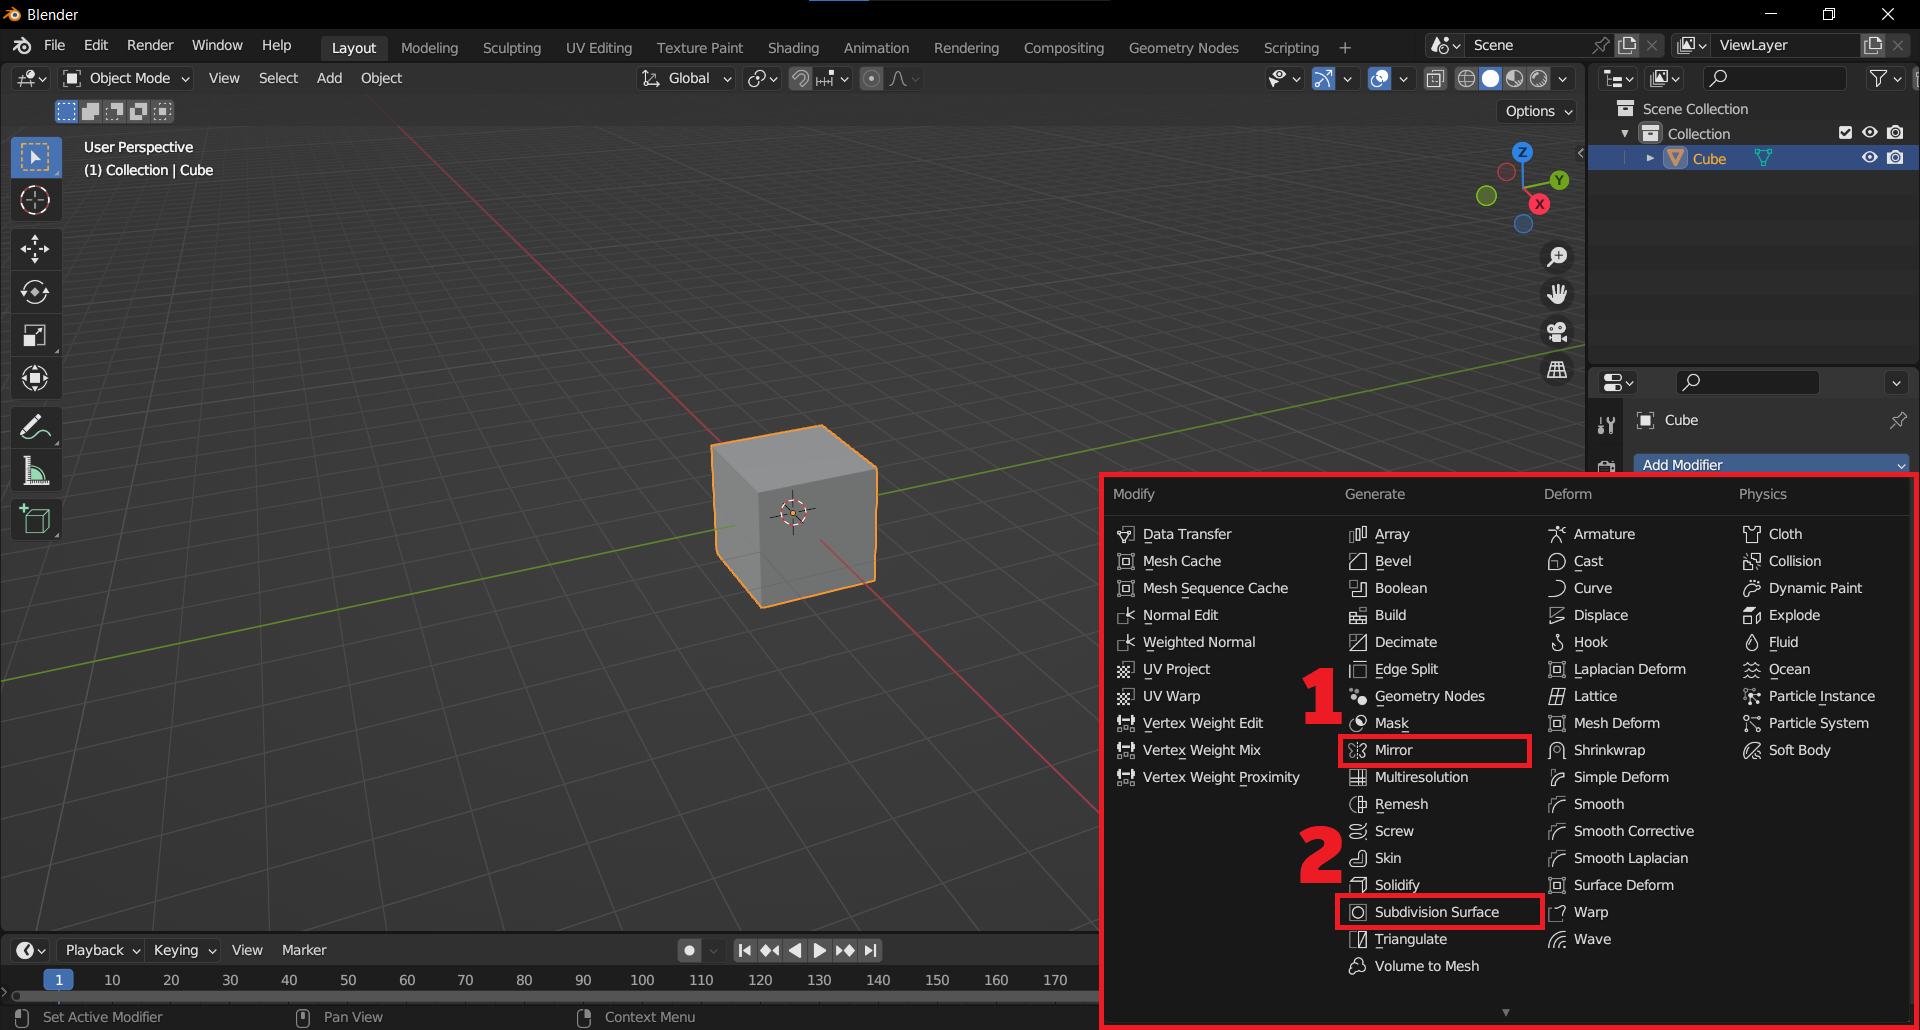 Blender
File Edit Render Window Help Layout Modeling Sculpting UV Editing Texture Paint Shading Animation Rendering Compositing Geometry Nodes Scripting + Scene ViewLayer
Object Mode View Select Add Object Global
Options
User Perspective
(1) Collection | Cube
Z
Y
X
Scene Collection
Collection
Cube
Cube
Add Modifier
Modify Generate Deform Physics
Data Transfer Array Armature Cloth
Mesh Cache Bevel Cast Collision
Mesh Sequence Cache Boolean Curve Dynamic Paint
Normal Edit Build Displace Explode
Weighted Normal Decimate Hook Fluid
UV Project Edge Split Laplacian Deform Ocean
UV Warp Geometry Nodes Lattice Particle Instance
1
Vertex Weight Edit Mask Mesh Deform Particle System
Vertex Weight Mix Mirror Shrinkwrap Soft Body
Vertex Weight Proximity Multiresolution Simple Deform
Remesh Smooth
Screw Smooth Corrective
2
Skin Smooth Laplacian
Solidify Surface Deform
Subdivision Surface Warp
Triangulate Wave
Volume to Mesh
Playback Keying View Marker
1 10 20 30 40 50 60 70 80 90 100 110 120 130 140 150 160 170
Set Active Modifier Pan View Context Menu